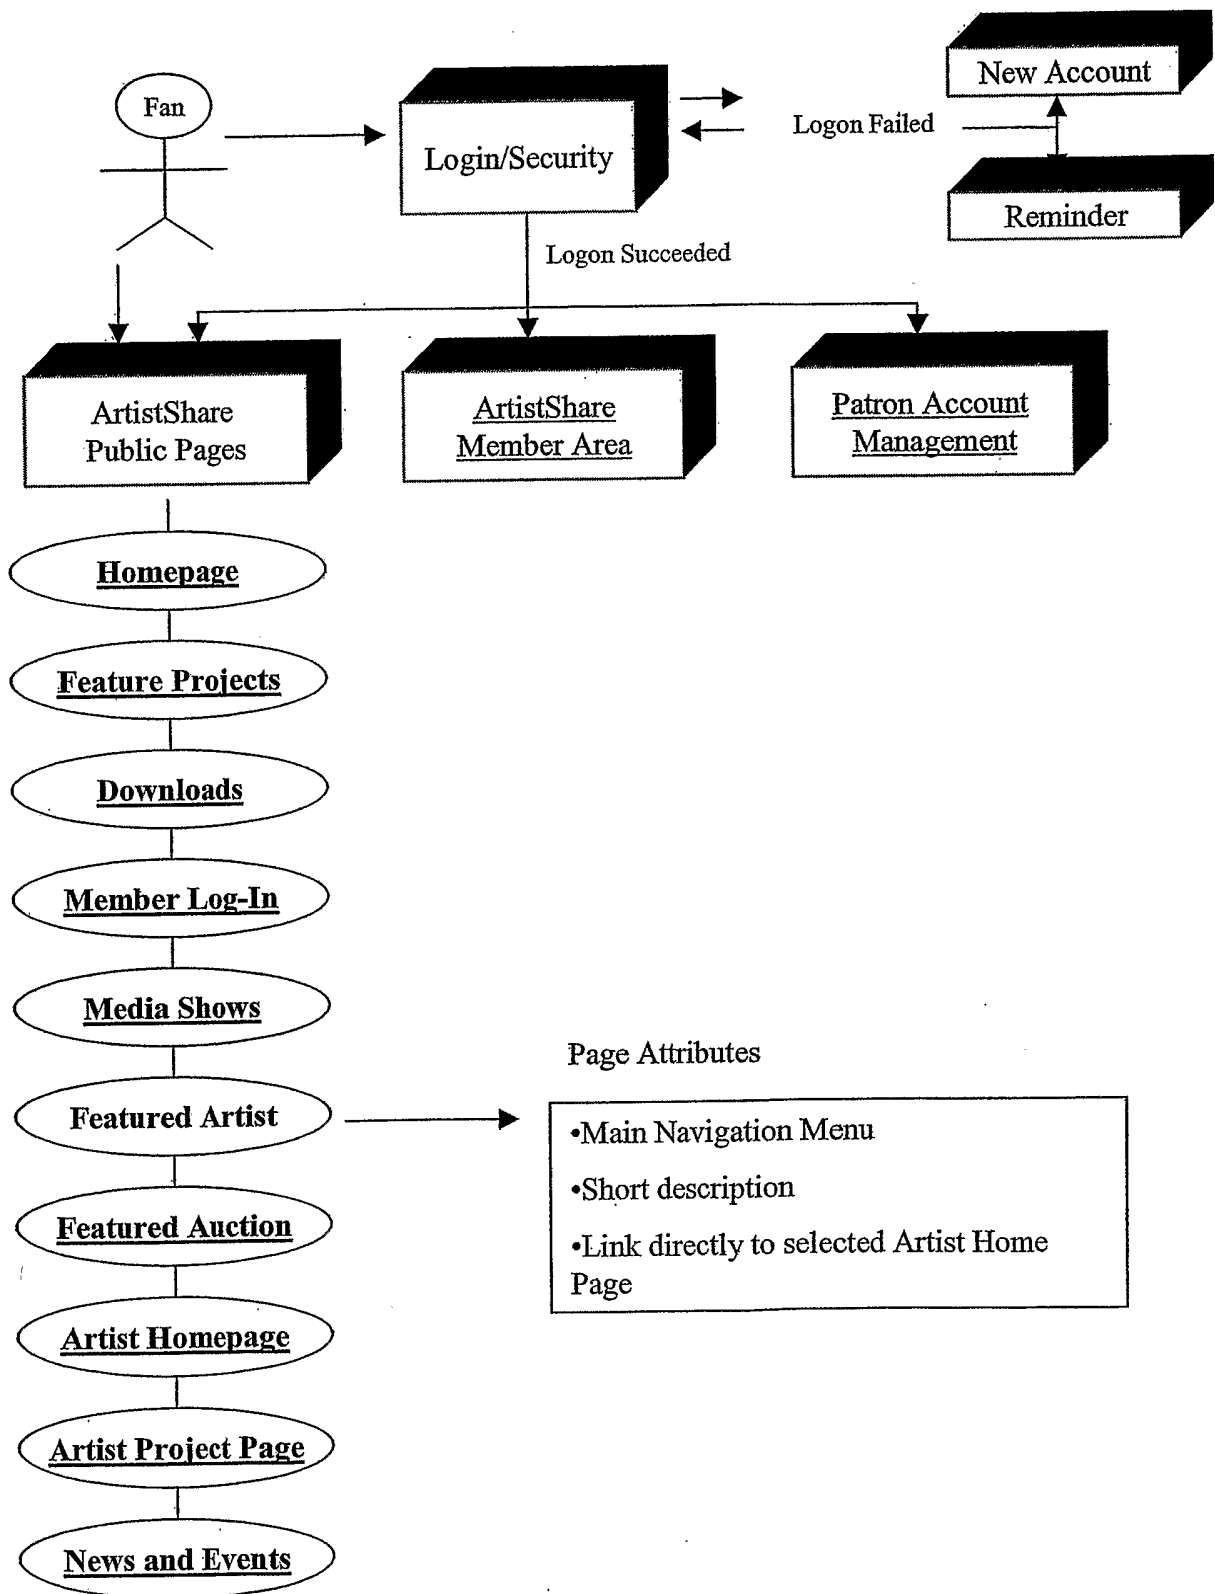 Fan
Login/Security
Logon Failed
New Account
Reminder
Logon Succeeded
ArtistShare
Public Pages
ArtistShare
Member Area
Patron Account
Management
Homepage
Feature Projects
Downloads
Member Log-In
Media Shows
Featured Artist
Featured Auction
Artist Homepage
Artist Project Page
News and Events
Page Attributes
•Main Navigation Menu
•Short description
•Link directly to selected Artist Home
Page